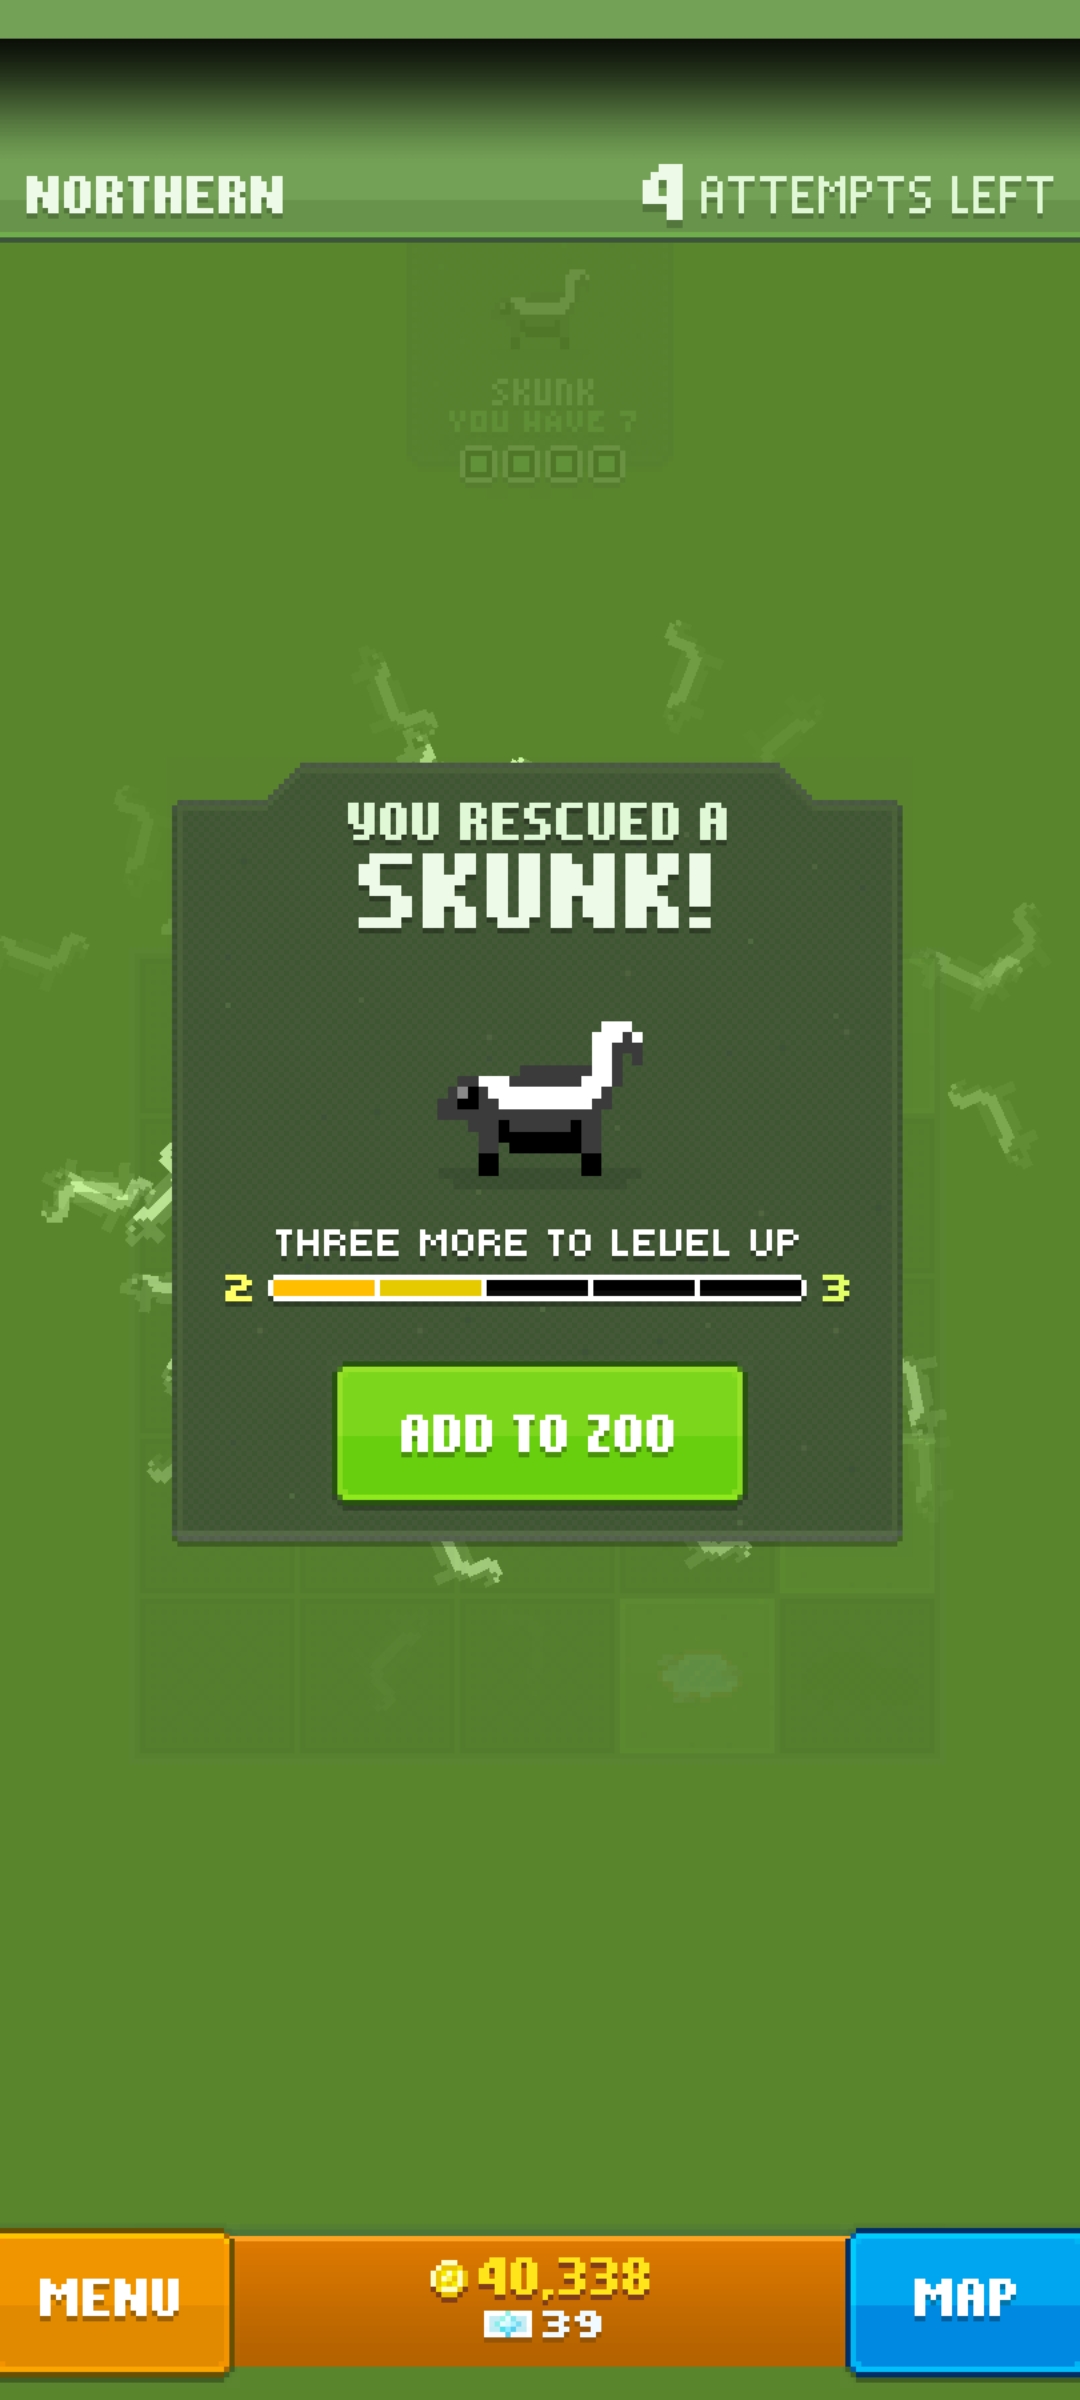 NORTHERN
4 ATTEMPTS LEFT
SKUNK
YOU HAVE 7
YOU RESCUED A
SKUNK!
THREE MORE TO LEVEL UP
2 3
ADD TO ZOO
MENU
40,338
39
MAP